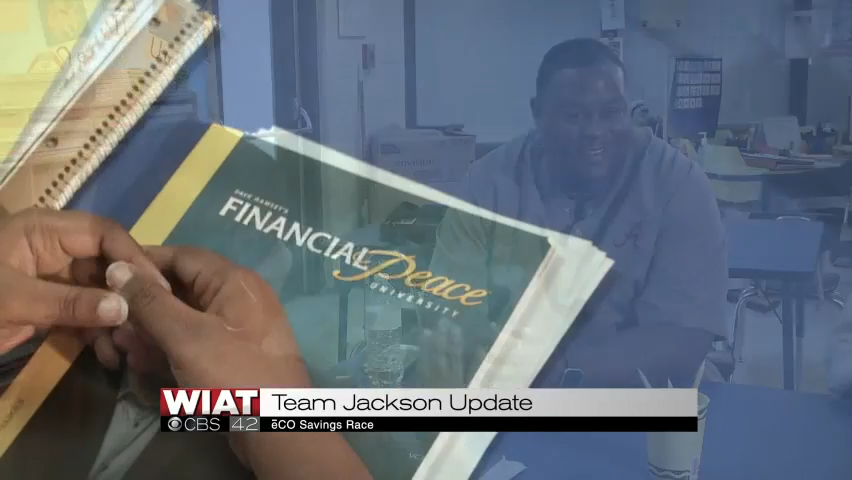 DAVE RAMSEY'S
FINANCIAL
Peace
UNIVERSITY
WIAT Team Jackson Update
CBS 42 ēCO Savings Race